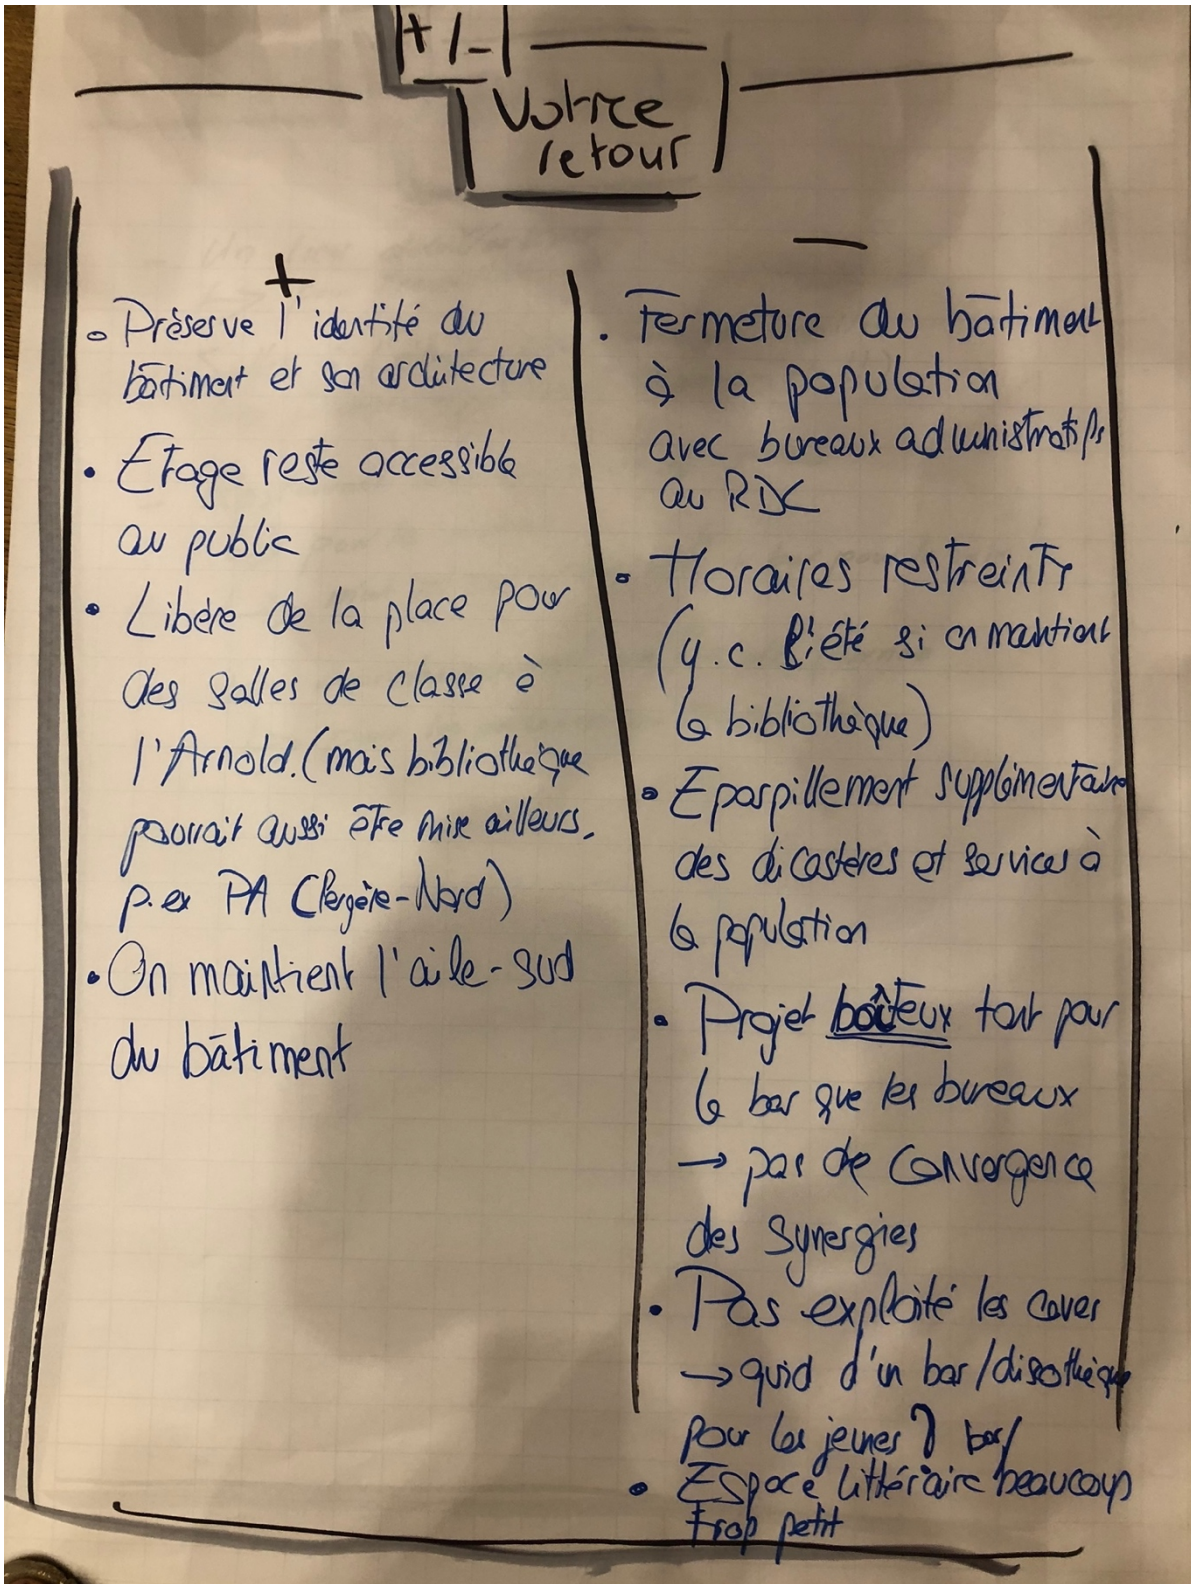 +/-
Votre
retour
+
• Préserve l'identité du
bâtiment et son architecture
• Etage reste accessible
au public
• Libère de la place pour
des salles de classe à
l'Arnold. (mais bibliothèque
pourrait aussi être mise ailleurs.
p. ex PA (Pergère-Nord)
• On maintient l'aile-sud
du bâtiment
—
• Fermeture du bâtiment
à la population
avec bureaux administratifs
au RDC
• Horaires restreints
(y.c. l'été si on maintient
la bibliothèque)
• Eparpillement supplémentaire
des dicastères et services à
la population
• Projet boîteux tant pour
le bar que les bureaux
→ pas de convergence
des synergies
• Pas exploité les caves
→ quid d'un bar/discothèque
pour les jeunes ?
bar/
• Espace littéraire beaucoup
trop petit